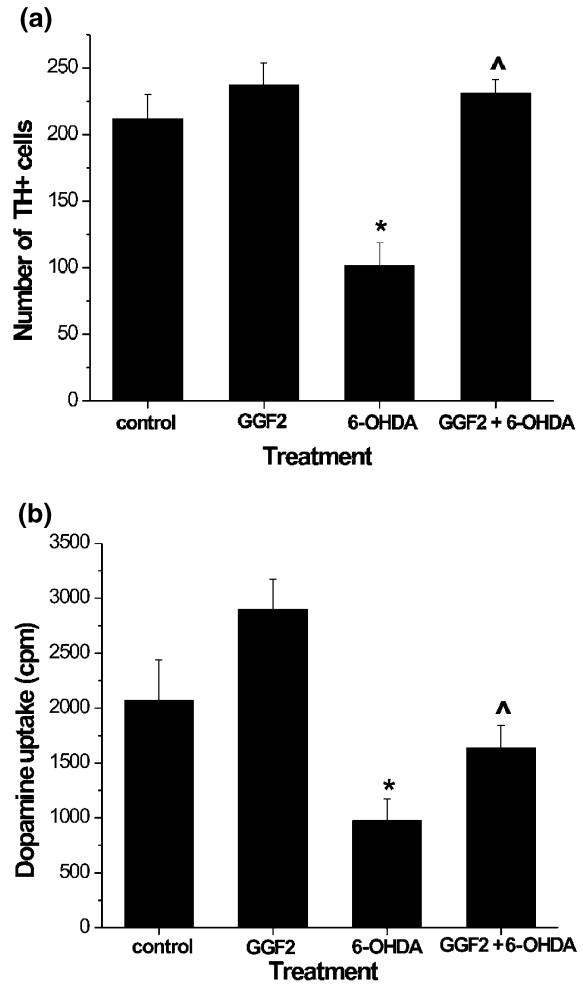 (a)
Number of TH+ cells
250
200
150
100
50
0
*
^
control GGF2 6-OHDA GGF2 + 6-OHDA
Treatment
(b)
Dopamine uptake (cpm)
3500
3000
2500
2000
1500
1000
500
0
*
^
control GGF2 6-OHDA GGF2 +6-OHDA
Treatment